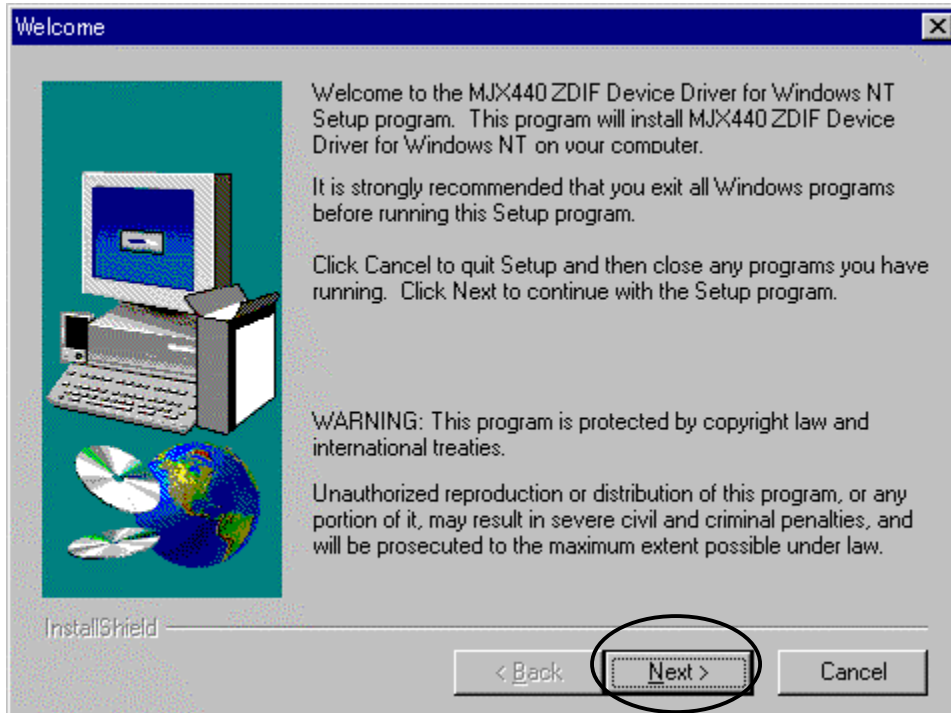 Welcome
Welcome to the MJX440 ZDIF Device Driver for Windows NT
Setup program. This program will install MJX440 ZDIF Device
Driver for Windows NT on your computer.
It is strongly recommended that you exit all Windows programs
before running this Setup program.
Click Cancel to quit Setup and then close any programs you have
running. Click Next to continue with the Setup program.
WARNING: This program is protected by copyright law and
international treaties.
Unauthorized reproduction or distribution of this program, or any
portion of it, may result in severe civil and criminal penalties, and
will be prosecuted to the maximum extent possible under law.
InstallShield
< Back
Next >
Cancel